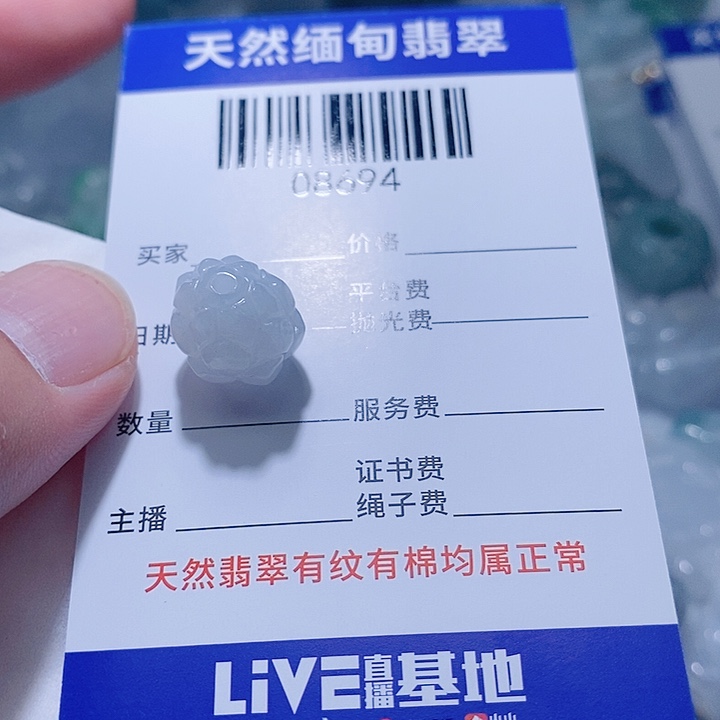 天然缅甸翡翠
08694
买家 价格
平台费
日期 抛光费
数量 服务费
证书费
主播 绳子费
天然翡翠有纹有棉均属正常
LiVE直播基地